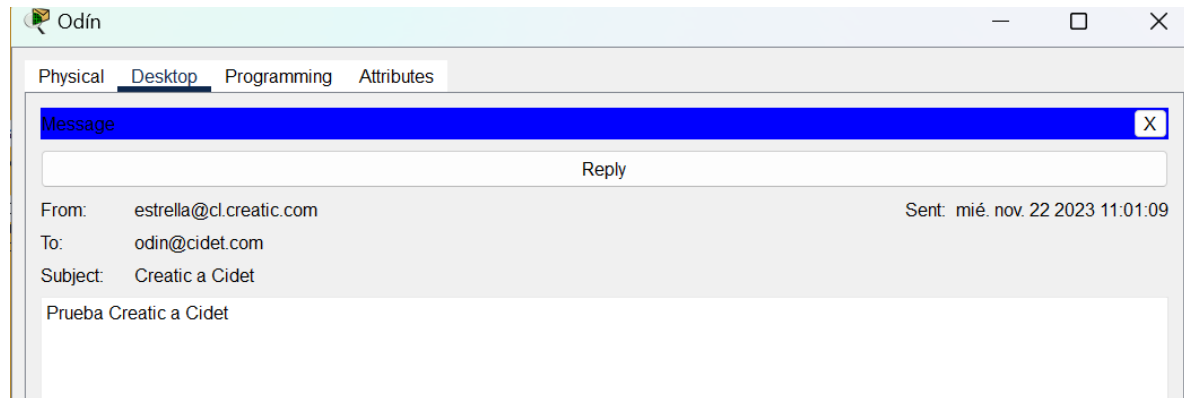 Odín
Physical Desktop Programming Attributes
Message X
Reply
From: estrella@cl.creatic.com Sent: mié. nov. 22 2023 11:01:09
To: odin@cidet.com
Subject: Creatic a Cidet
Prueba Creatic a Cidet